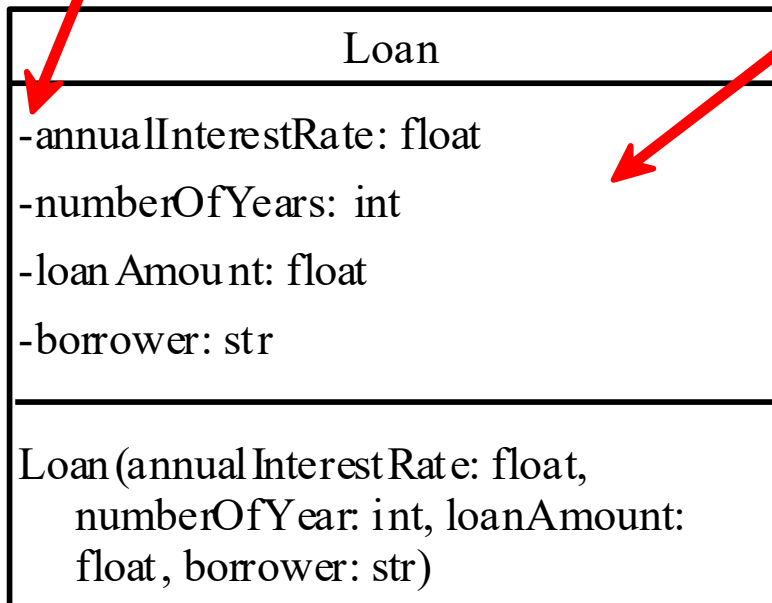 Loan
-annualInterestRate: float
-numberOfYears: int
-loanAmount: float
-borrower: str
Loan(annualInterestRate: float,
numberOfYear: int, loanAmount:
float, borrower: str)